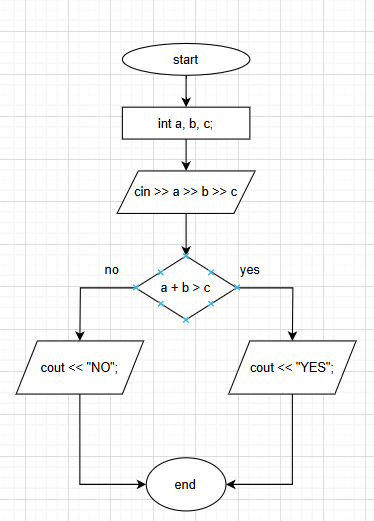 start
int a, b, c;
cin >> a >> b >> c
no
yes
a + b > c
cout << "NO";
cout << "YES";
end